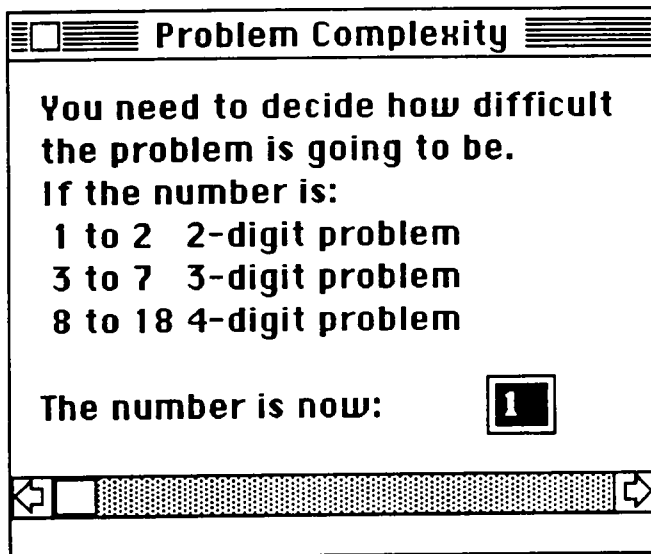 Problem Complexity
You need to decide how difficult
the problem is going to be.
If the number is:
1 to 2 2-digit problem
3 to 7 3-digit problem
8 to 18 4-digit problem
The number is now: 1